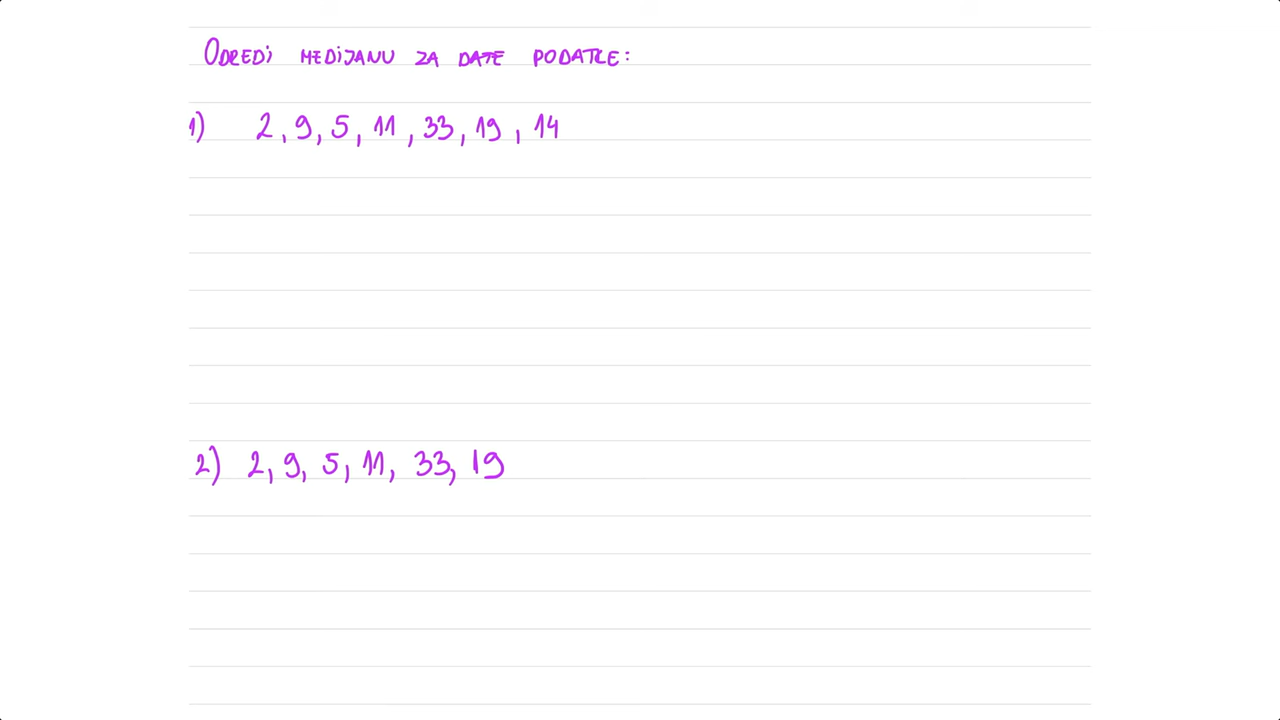 ODREDI MEDIJANU ZA DATE PODATKE:
1) 2, 9, 5, 11, 33, 19, 14
2) 2, 9, 5, 11, 33, 19